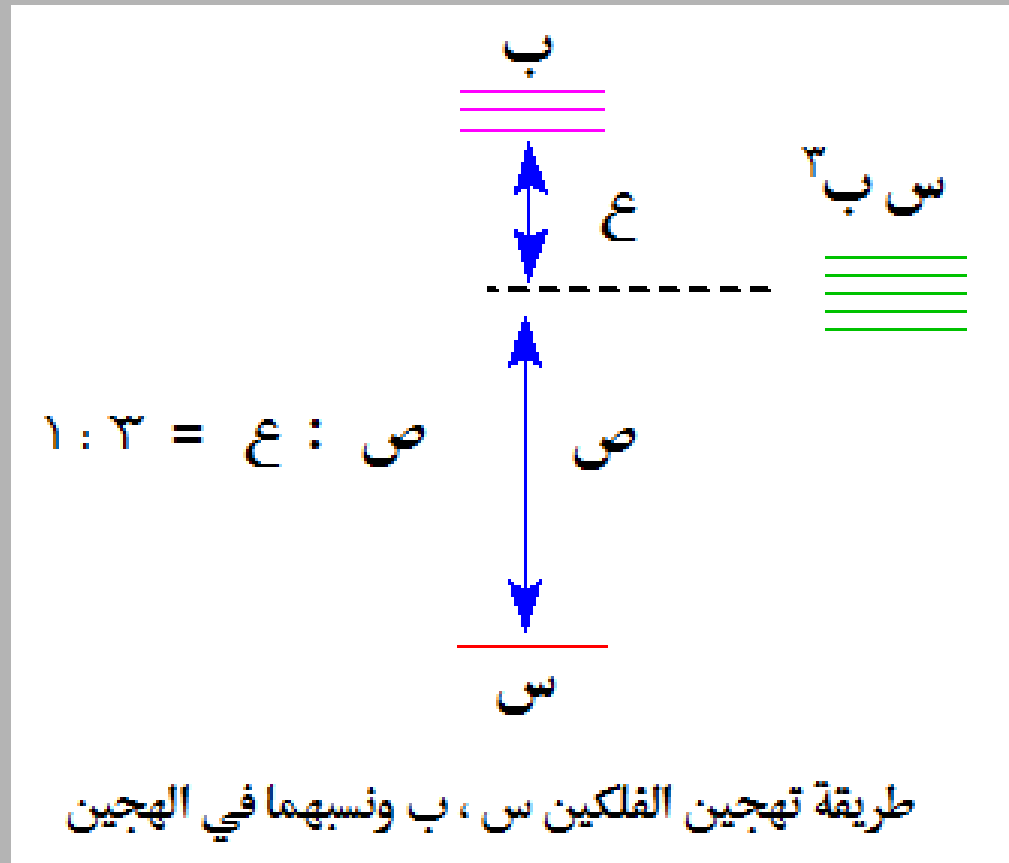 ب
س ب٣
ع
ص : ع = ٣ : ١
ص
س
طريقة تهجين الفلكين س ، ب ونسبهما في الهجين